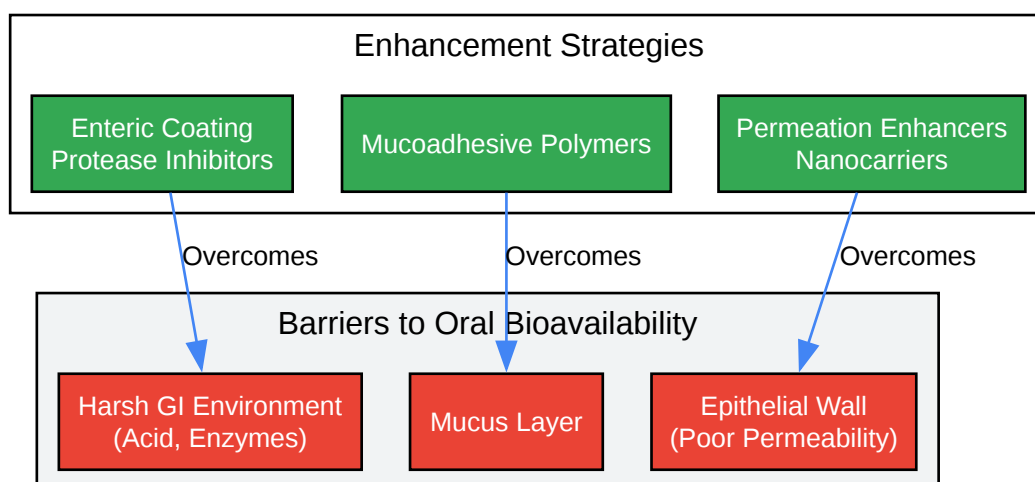 Enhancement Strategies
Enteric Coating
Protease Inhibitors
Mucoadhesive Polymers
Permeation Enhancers
Nanocarriers
Overcomes
Overcomes
Overcomes
Barriers to Oral Bioavailability
Harsh GI Environment
(Acid, Enzymes)
Mucus Layer
Epithelial Wall
(Poor Permeability)